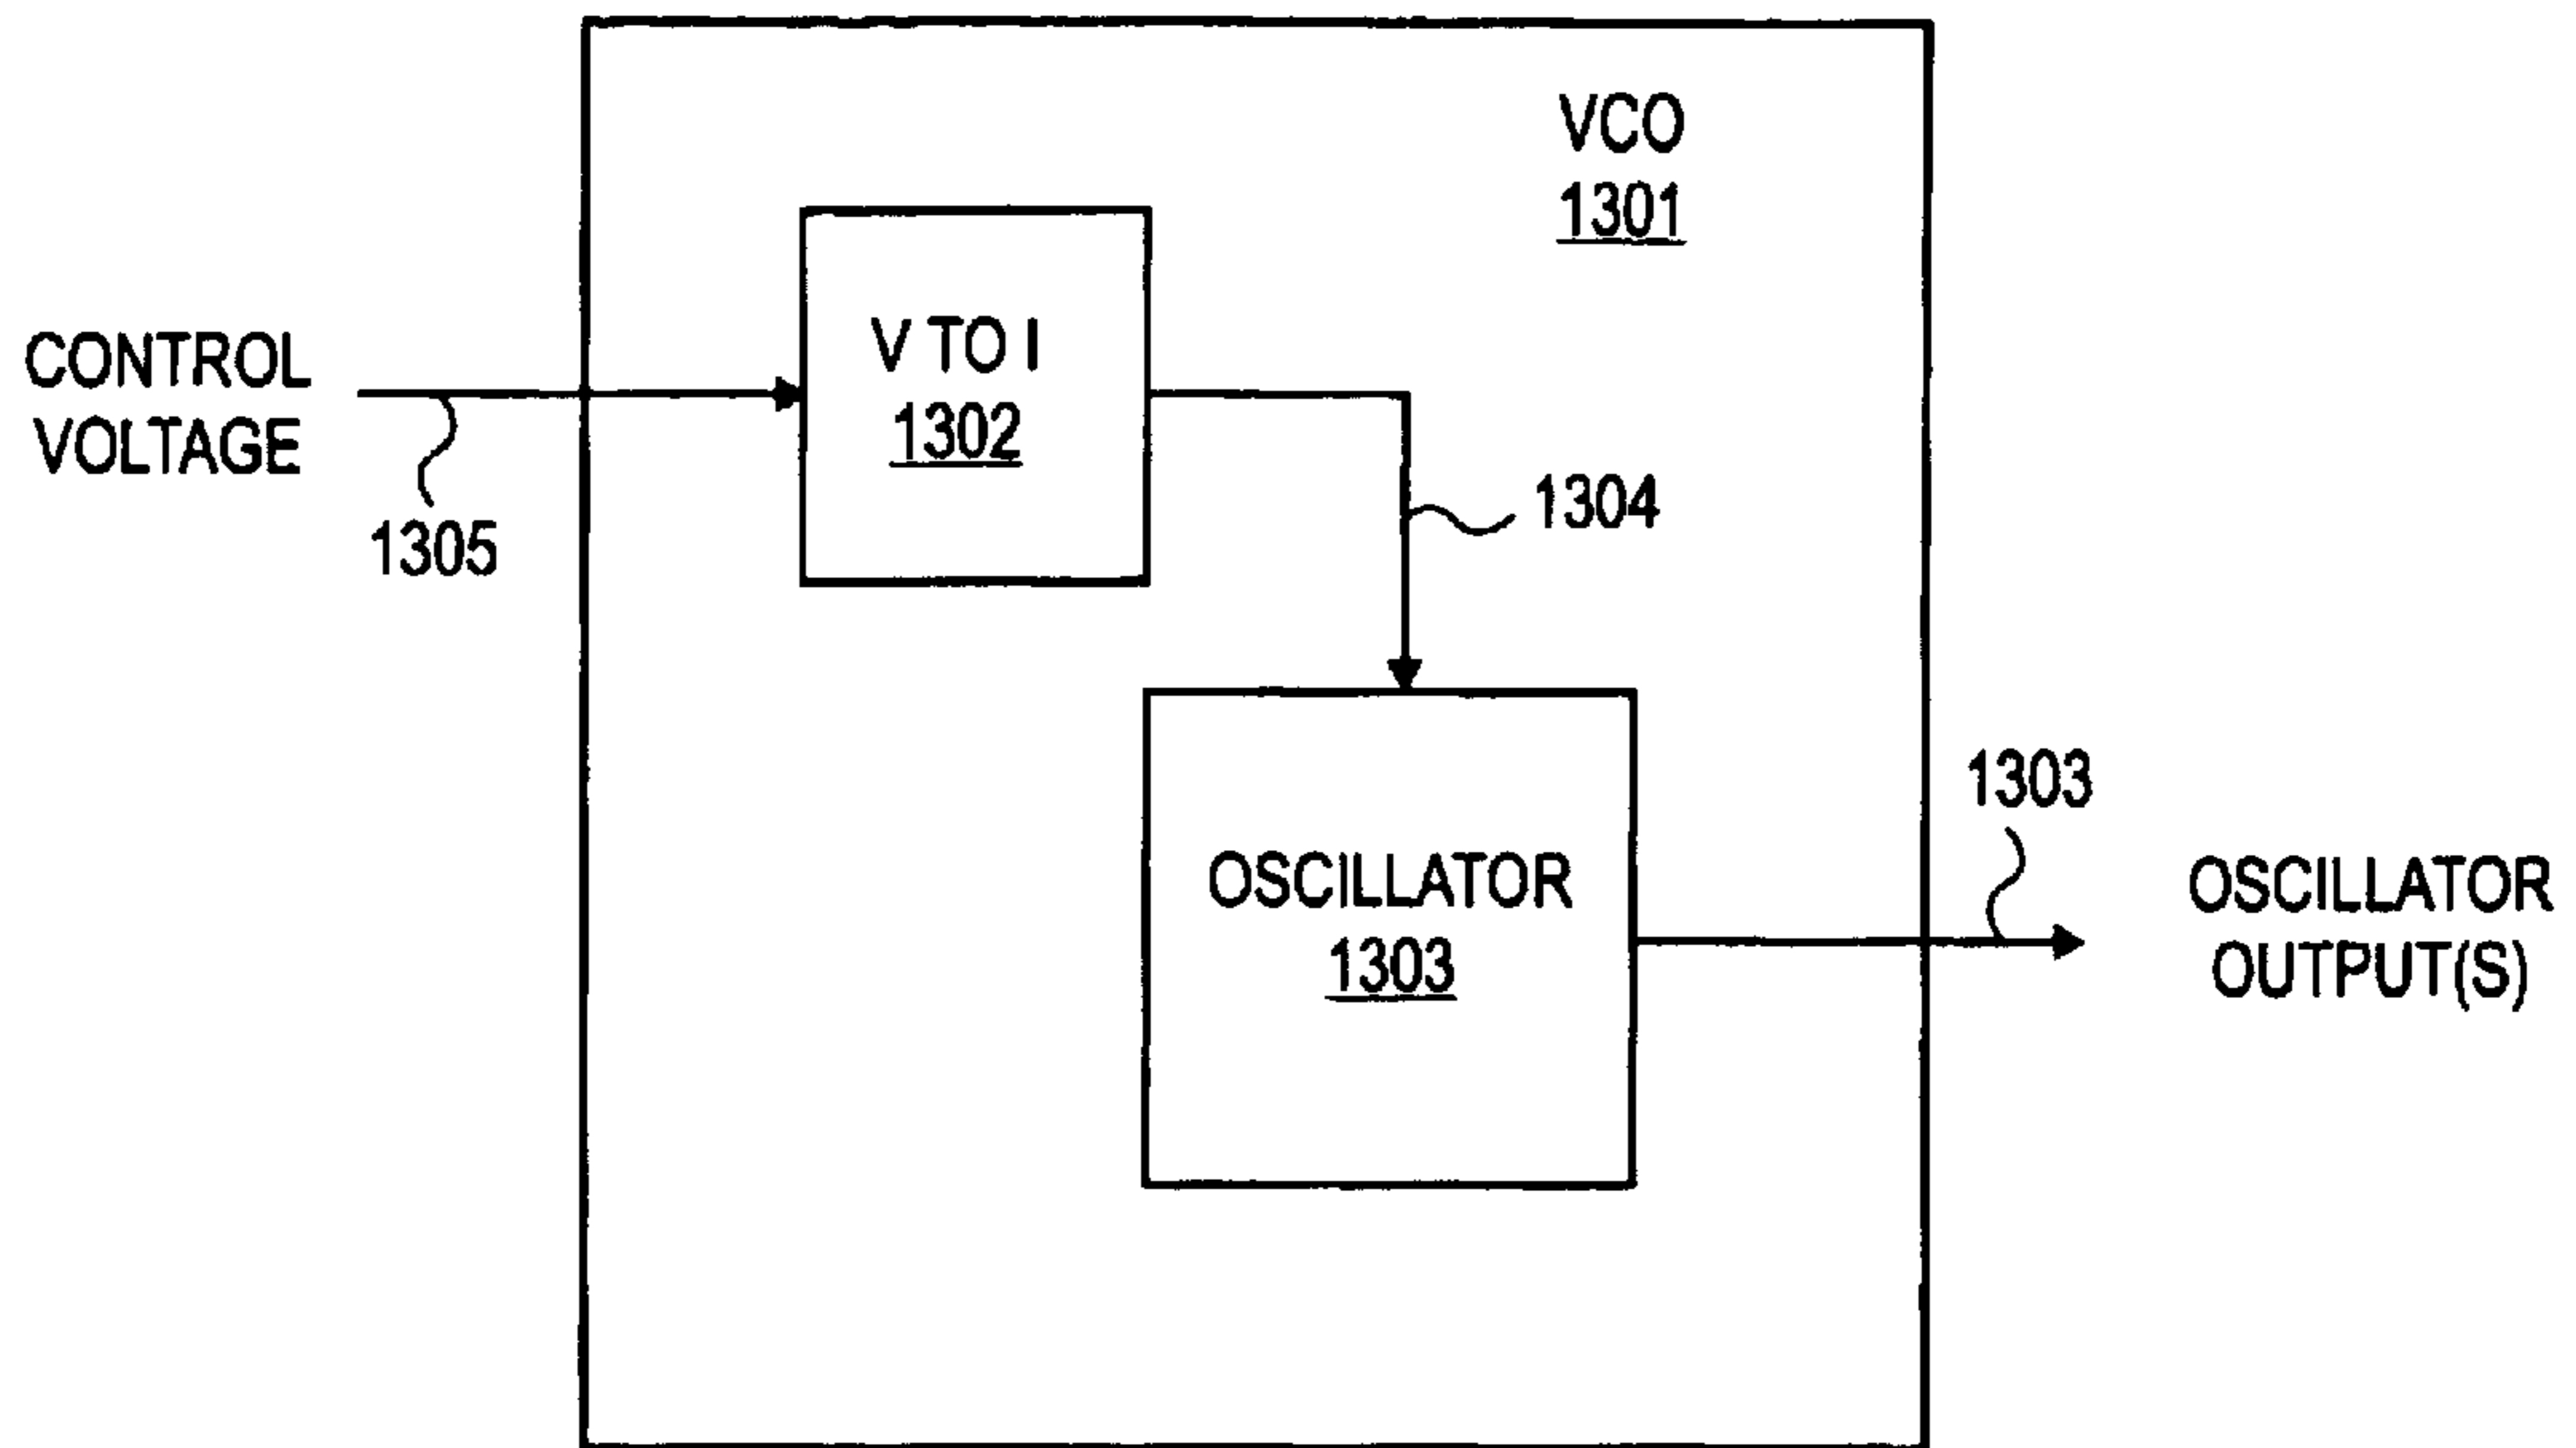 VCO
1301
V TO I
1302
CONTROL
VOLTAGE
1305
1304
OSCILLATOR
1303
1303
OSCILLATOR
OUTPUT(S)